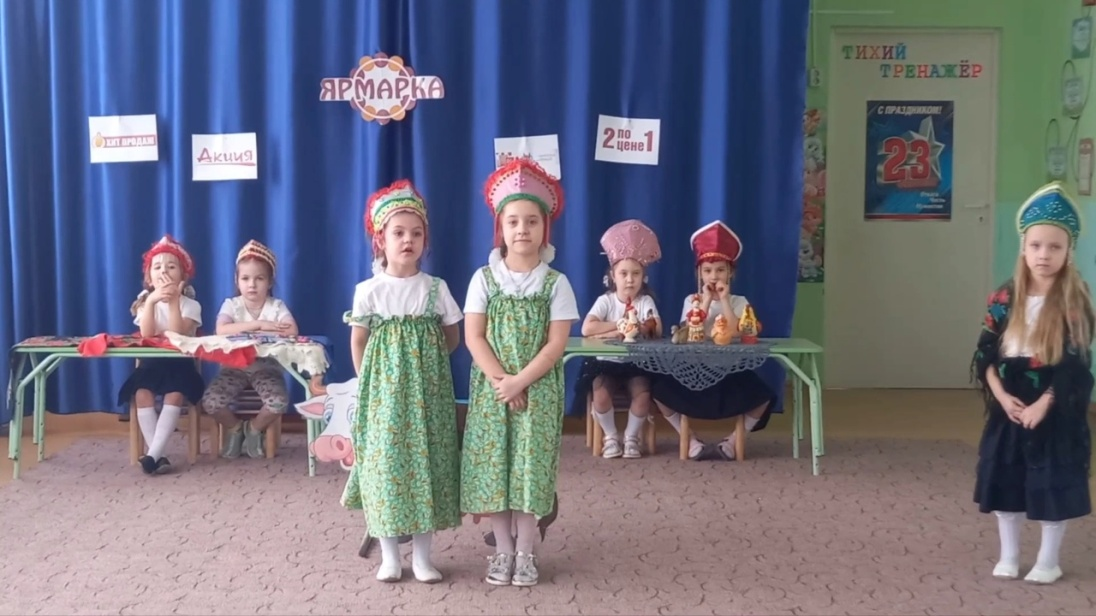 ЯРМАРКА
ХИТ ПРОДАЖ
Акция
2 по цене 1
ТИХИЙ
ТРЕНАЖЁР
С ПРАЗДНИКОМ!
23